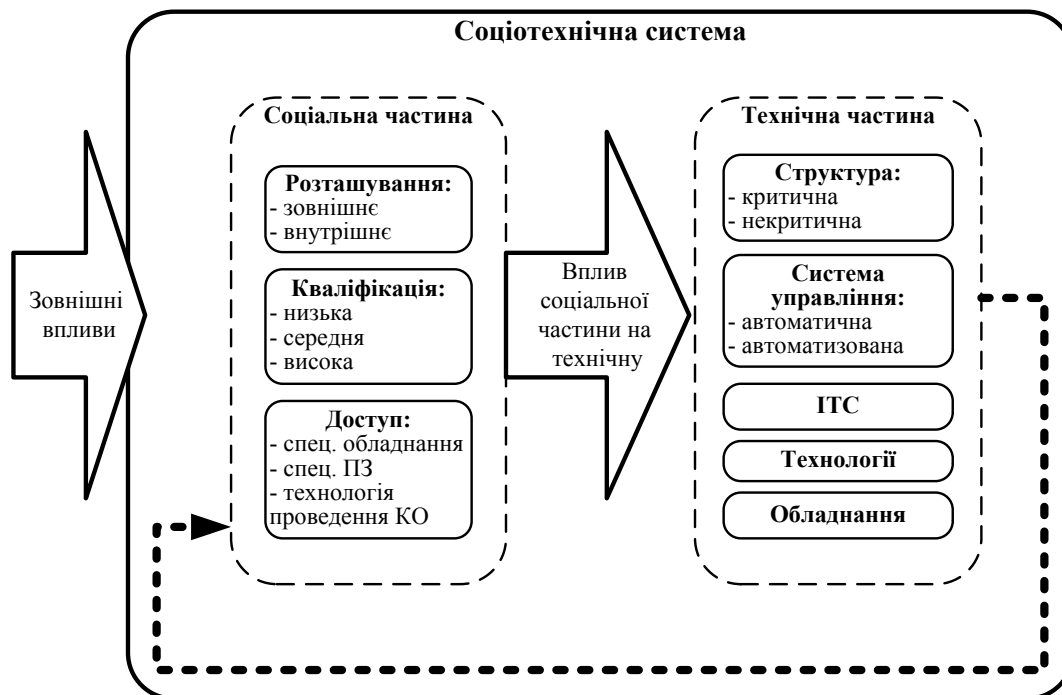 Соціотехнічна система
Зовнішні
впливи
Соціальна частина
Розташування:
- зовнішнє
- внутрішнє
Кваліфікація:
- низька
- середня
- висока
Доступ:
- спец. обладнання
- спец. ПЗ
- технологія
проведення КО
Вплив
соціальної
частини на
технічну
Технічна частина
Структура:
- критична
- некритична
Система
управління:
- автоматична
- автоматизована
ІТС
Технології
Обладнання